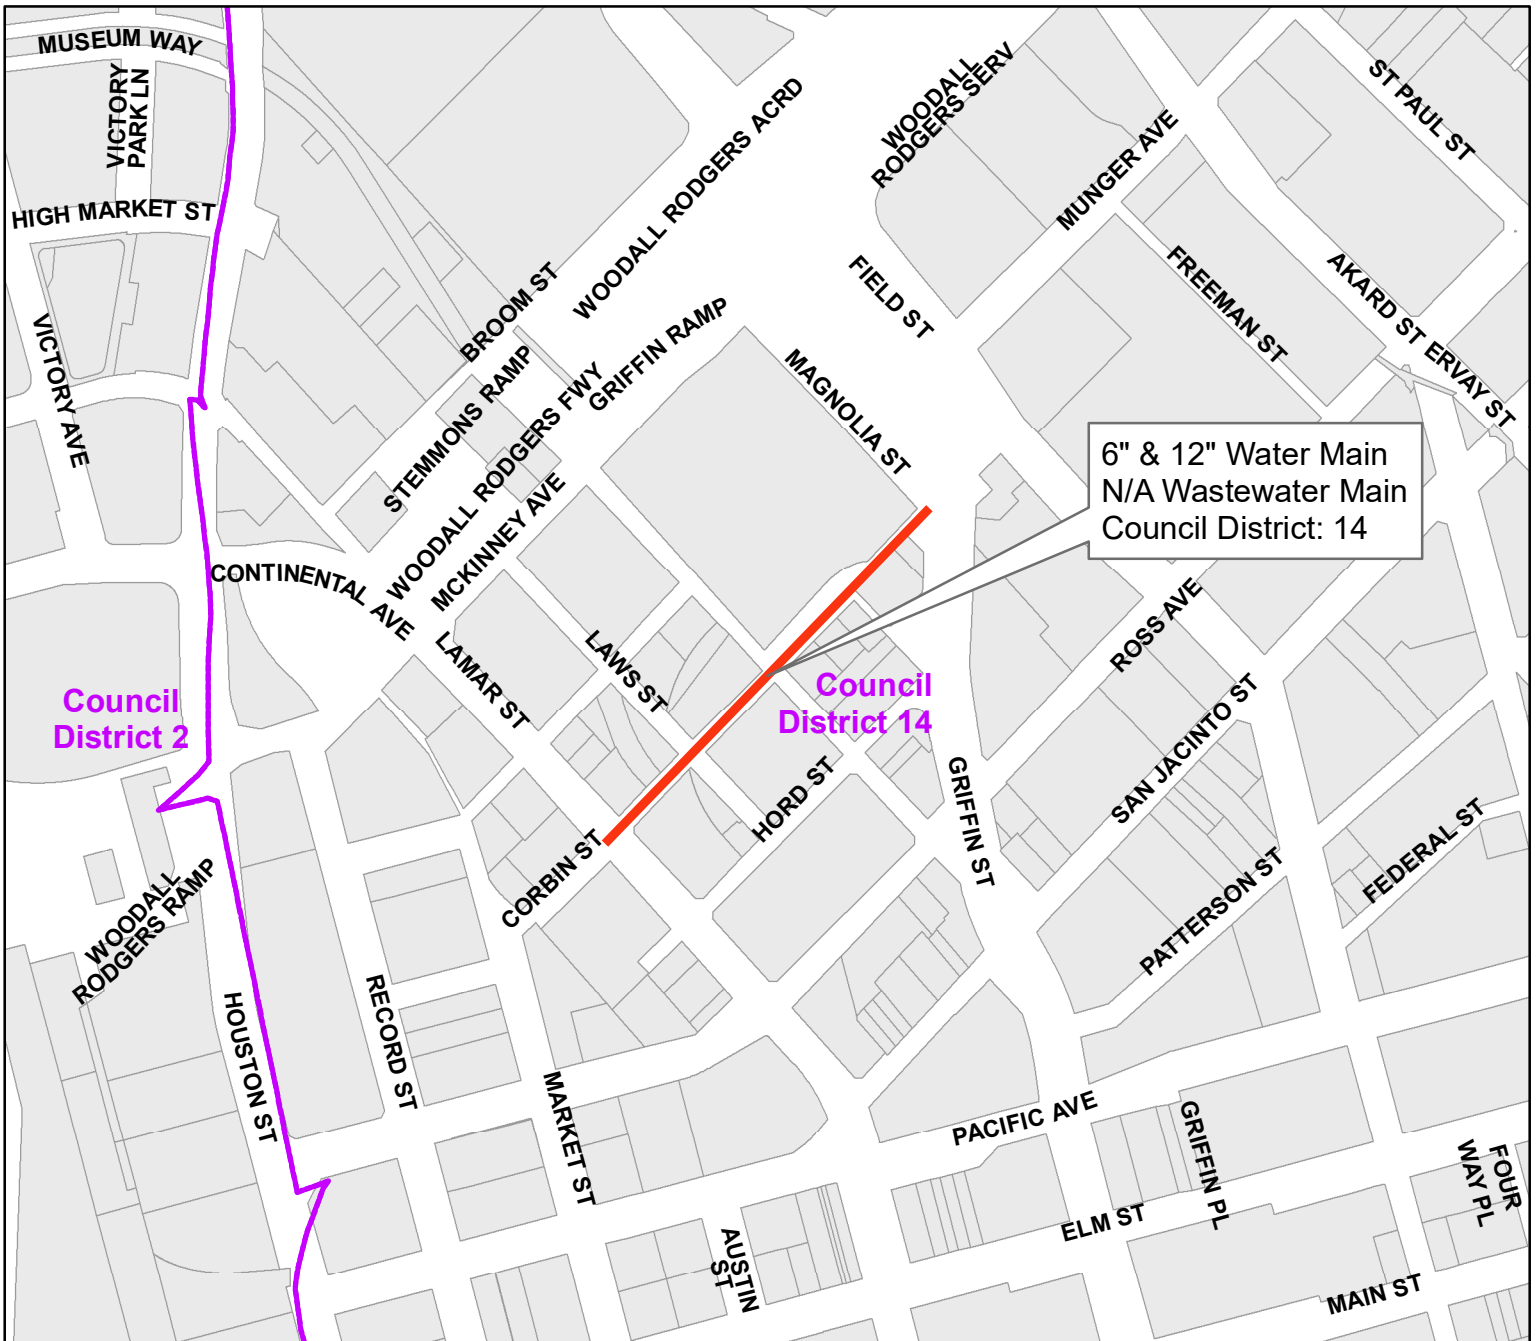 MUSEUM WAY
VICTORY
PARK LN
HIGH MARKET ST
VICTORY AVE
BROOM ST
WOODALL RODGERS ACRD
WOODALL
RODGERS SERV
MUNGER AVE
ST PAUL ST
FIELD ST
FREEMAN ST
AKARD ST
ERVAY ST
STEMMONS RAMP
GRIFFIN RAMP
WOODALL RODGERS FWY
MAGNOLIA ST
MCKINNEY AVE
CONTINENTAL AVE
6" & 12" Water Main
N/A Wastewater Main
Council District: 14
LAMAR ST
LAWS ST
ROSS AVE
Council
District 2
Council
District 14
SAN JACINTO ST
HORD ST
GRIFFIN ST
CORBIN ST
PATTERSON ST
FEDERAL ST
WOODALL
RODGERS RAMP
HOUSTON ST
RECORD ST
MARKET ST
PACIFIC AVE
GRIFFIN PL
FOUR
WAY PL
ELM ST
AUSTIN
ST
MAIN ST